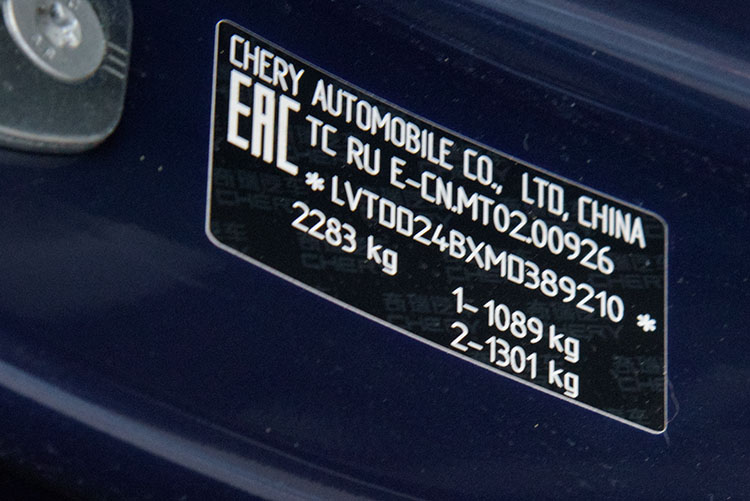 CHERY AUTOMOBILE CO., LTD, CHINA
EAC TC RU E-CN.MT02.00926
*LVTDD24BXMD389210*
2283 kg
1-1089 kg
2-1301 kg